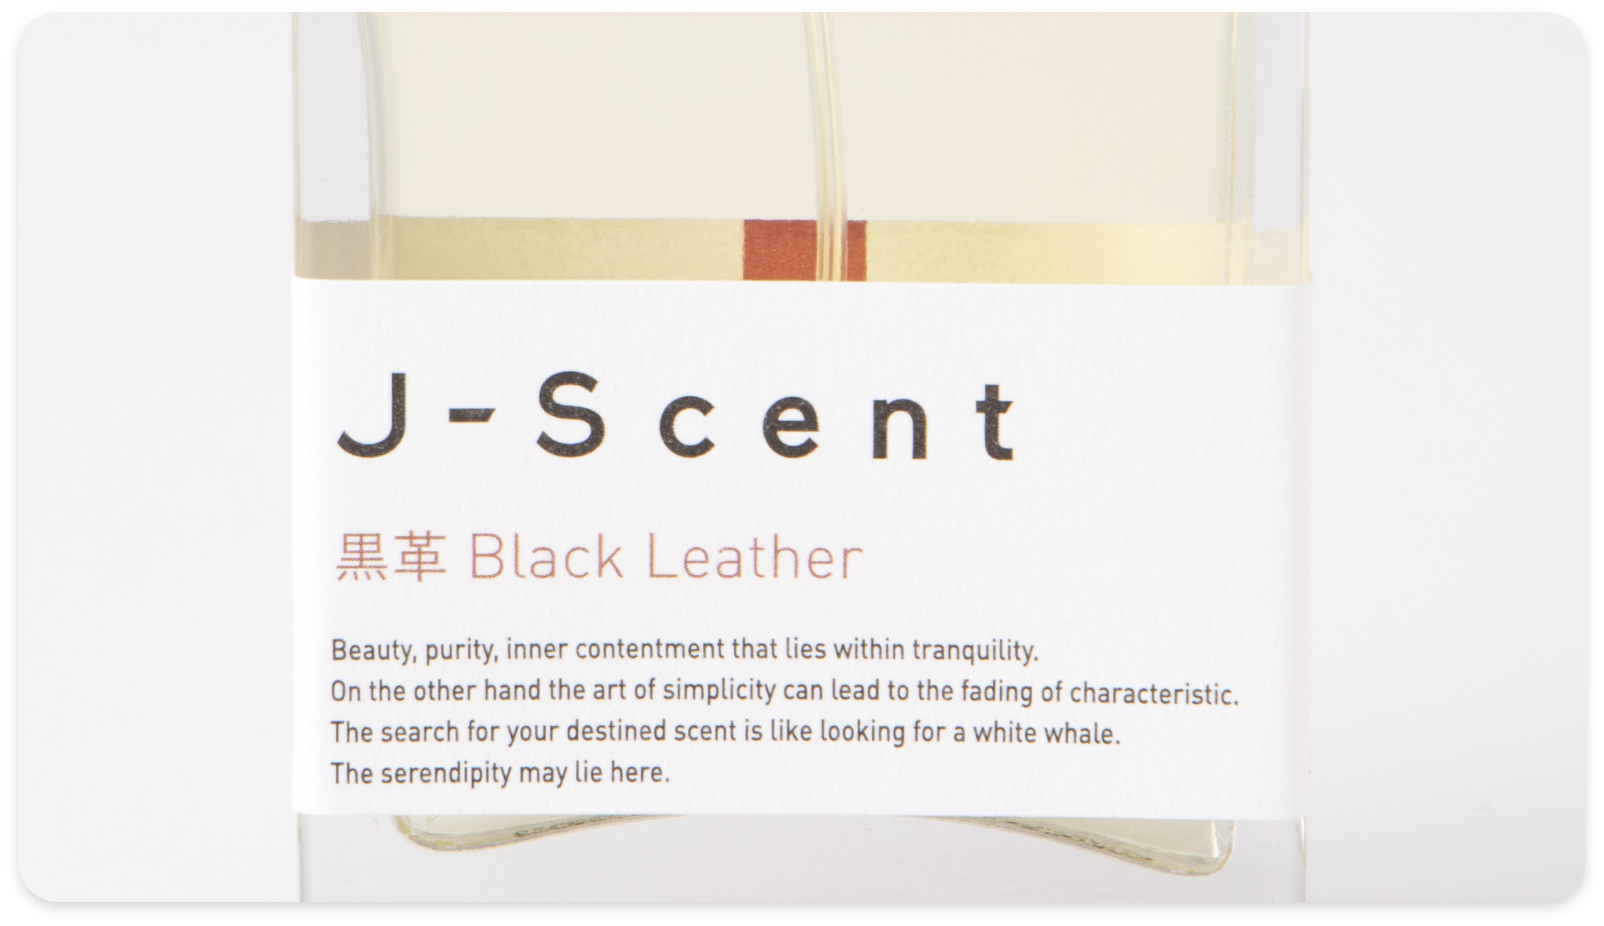 J-Scent
黒革 Black Leather
Beauty, purity, inner contentment that lies within tranquility.
On the other hand the art of simplicity can lead to the fading of characteristic.
The search for your destined scent is like looking for a white whale.
The serendipity may lie here.